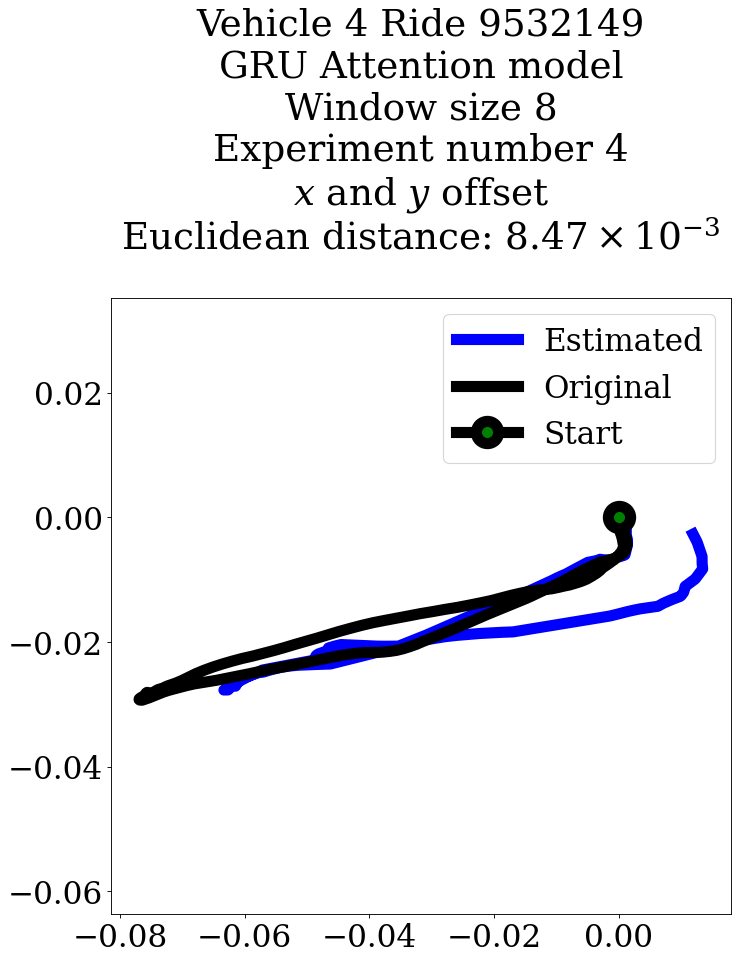 Vehicle 4 Ride 9532149
GRU Attention model
Window size 8
Experiment number 4
x and y offset
Euclidean distance: 8.47 × 10⁻³
Estimated
Original
Start
0.02
0.00
−0.02
−0.04
−0.06
−0.08 −0.06 −0.04 −0.02 0.00